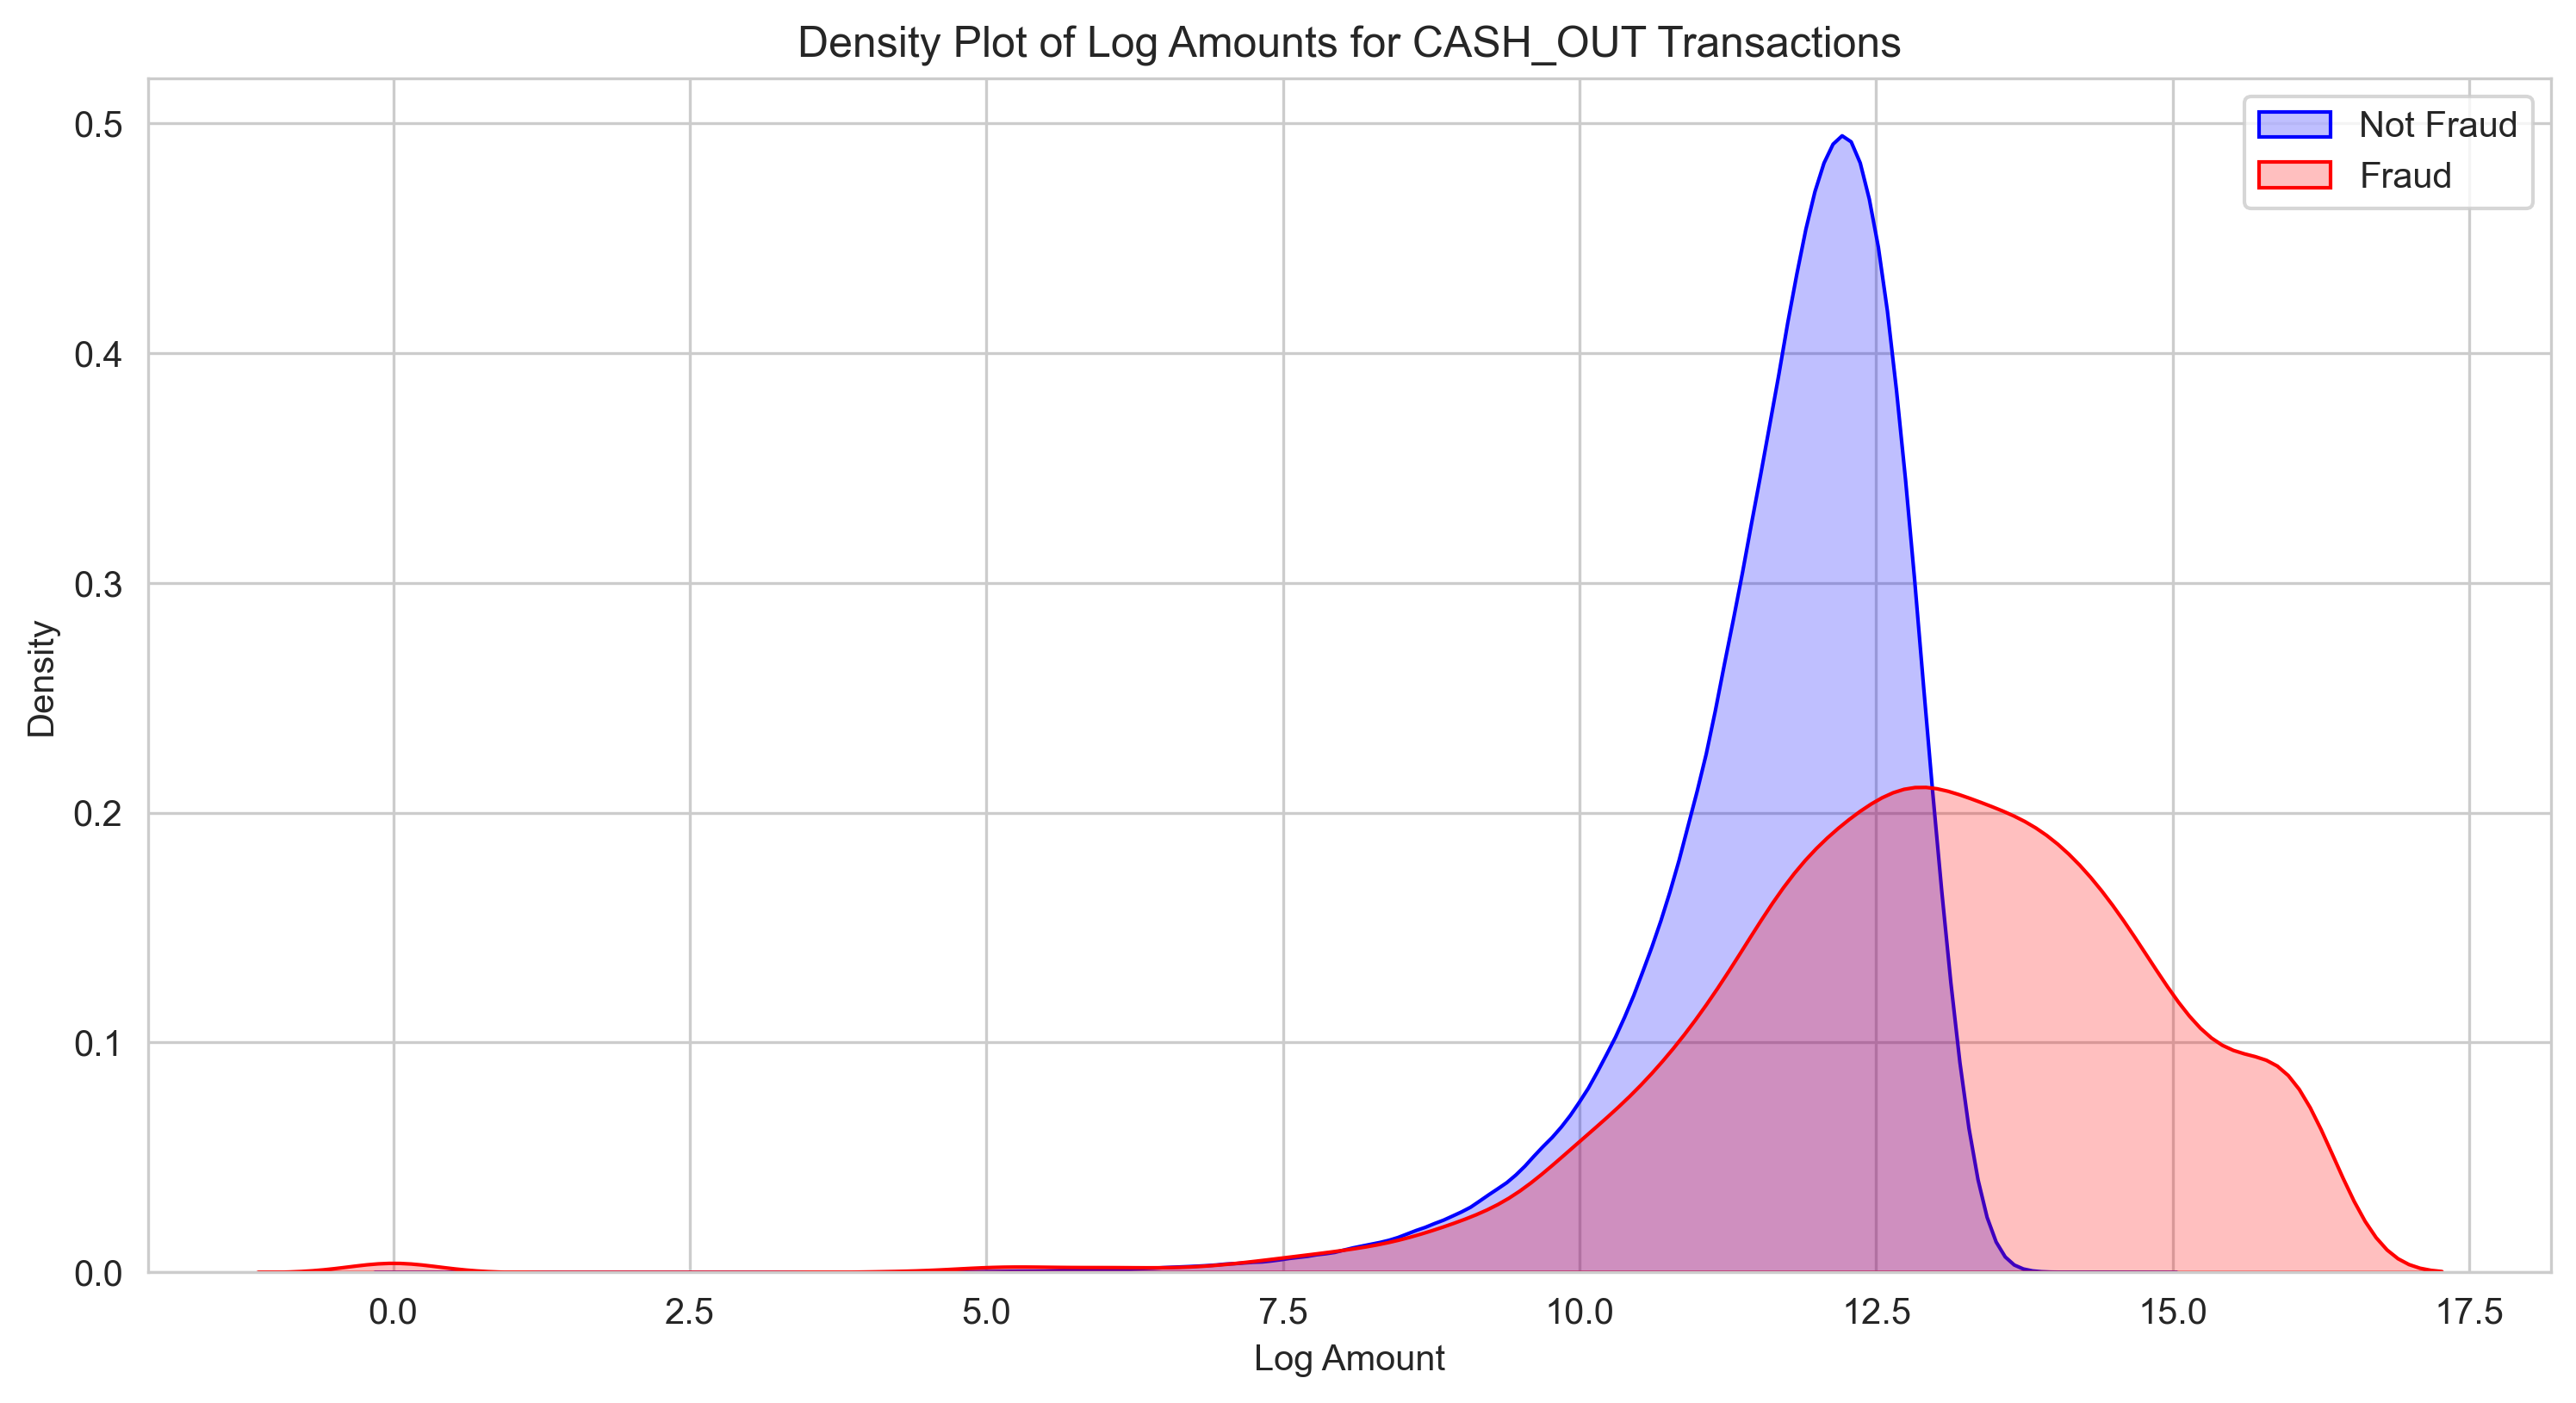 Density Plot of Log Amounts for CASH_OUT Transactions
Not Fraud
Fraud
0.5
0.4
0.3
0.2
0.1
0.0
Density
0.0 2.5 5.0 7.5 10.0 12.5 15.0 17.5
Log Amount